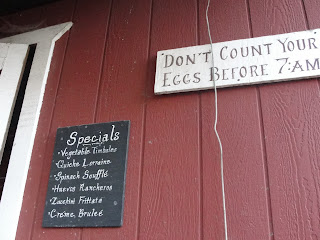 Don't Count Your
Eggs Before 7:AM
Specials
·Vegetable Timbales
·Quiche Lorraine
·Spinach Soufflé
·Huevos Rancheros
·Zucchini Frittata
·Créme Brulee